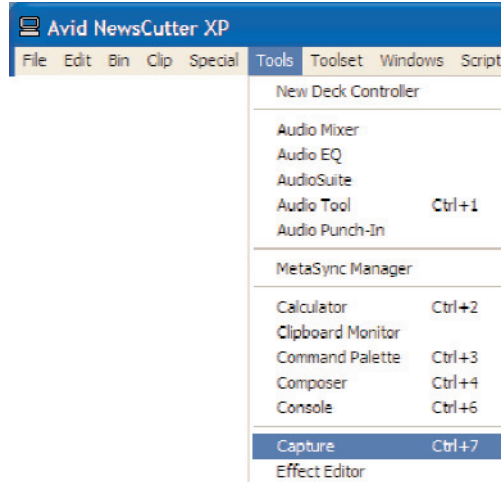 Avid NewsCutter XP
File Edit Bin Clip Special Tools Toolset Windows Script
New Deck Controller
Audio Mixer
Audio EQ
AudioSuite
Audio Tool Ctrl+1
Audio Punch-In
MetaSync Manager
Calculator Ctrl+2
Clipboard Monitor
Command Palette Ctrl+3
Composer Ctrl+4
Console Ctrl+6
Capture Ctrl+7
Effect Editor